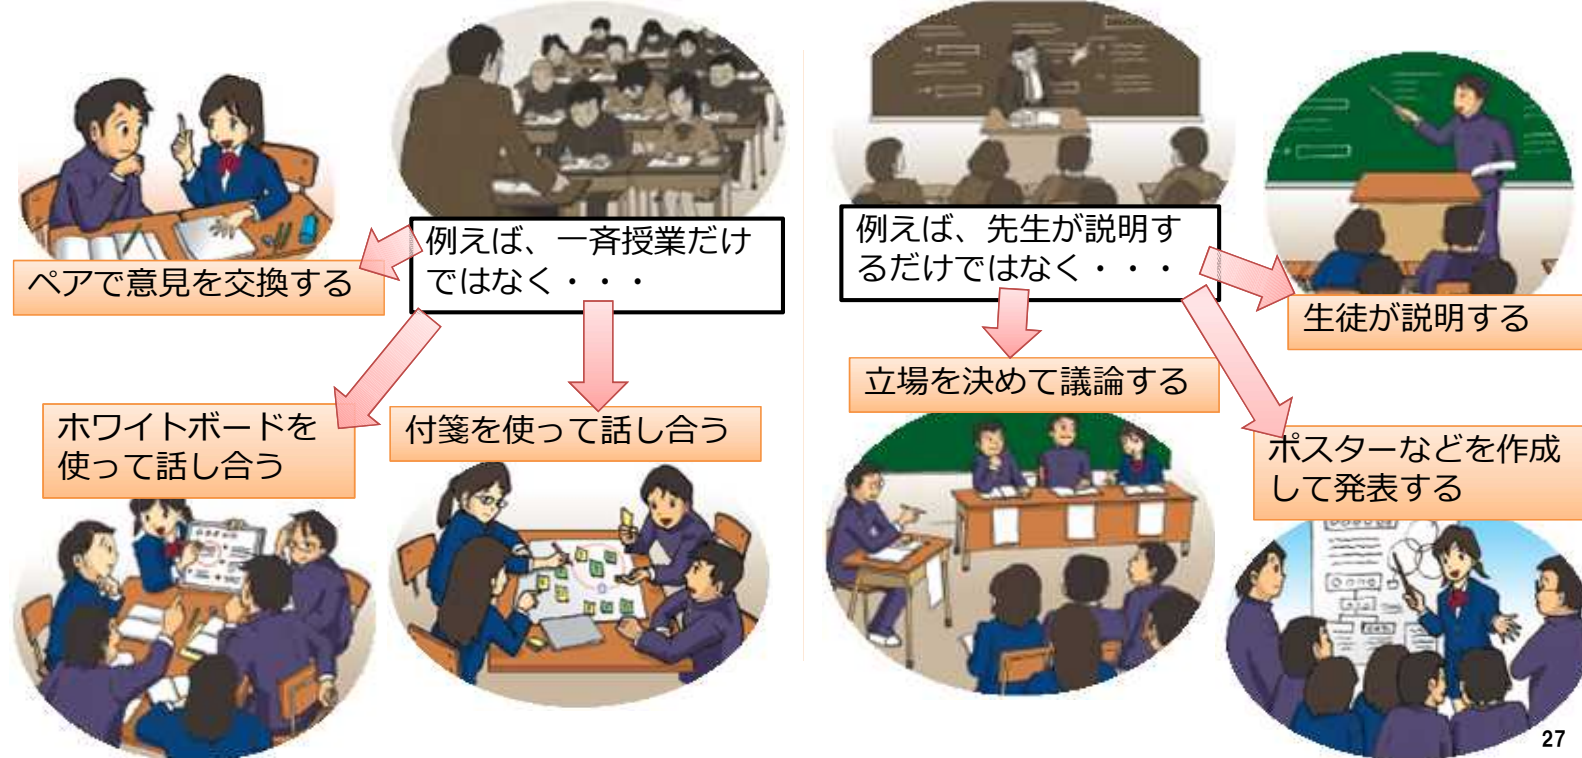 例えば、一斉授業だけ
ではなく・・・
ペアで意見を交換する
ホワイトボードを
使って話し合う
付箋を使って話し合う
例えば、先生が説明す
るだけではなく・・・
生徒が説明する
立場を決めて議論する
ポスターなどを作成
して発表する
27